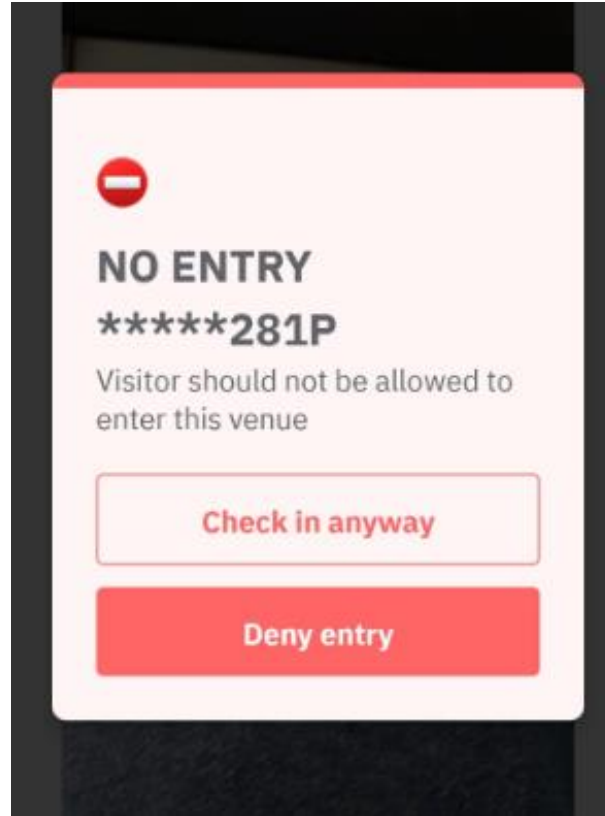 NO ENTRY
*****281P
Visitor should not be allowed to
enter this venue
Check in anyway
Deny entry